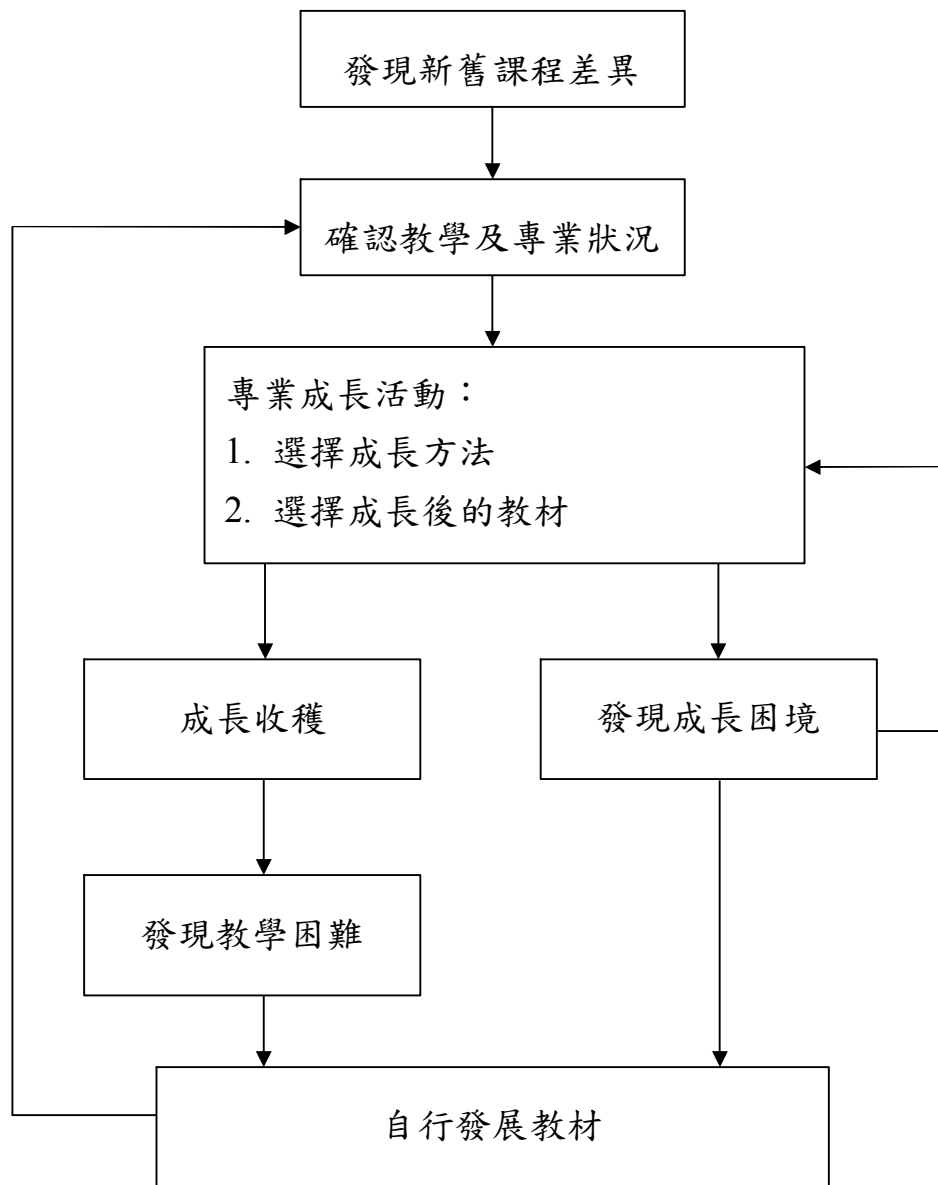 發現新舊課程差異
確認教學及專業狀況
專業成長活動：
1. 選擇成長方法
2. 選擇成長後的教材
成長收穫
發現成長困境
發現教學困難
自行發展教材